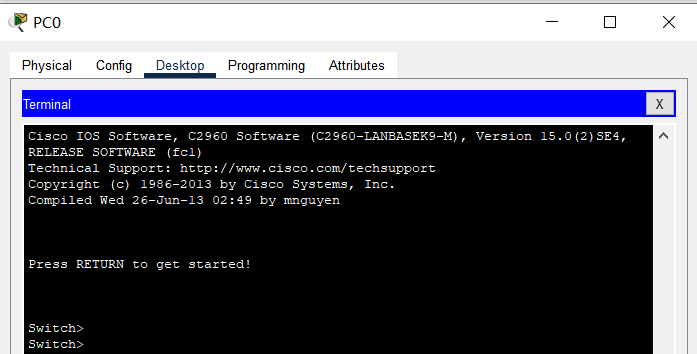 PC0
Physical Config Desktop Programming Attributes
Terminal X
Cisco IOS Software, C2960 Software (C2960-LANBASEK9-M), Version 15.0(2)SE4,
RELEASE SOFTWARE (fc1)
Technical Support: http://www.cisco.com/techsupport
Copyright (c) 1986-2013 by Cisco Systems, Inc.
Compiled Wed 26-Jun-13 02:49 by mnguyen
Press RETURN to get started!
Switch>
Switch>